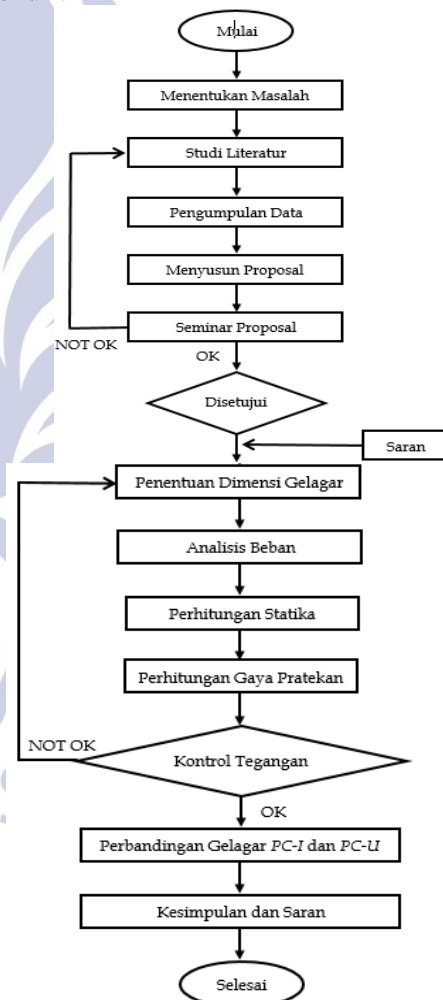 Mulai
Menentukan Masalah
Studi Literatur
Pengumpulan Data
Menyusun Proposal
Seminar Proposal
NOT OK
OK
Disetujui
Saran
Penentuan Dimensi Gelagar
Analisis Beban
Perhitungan Statika
Perhitungan Gaya Pratekan
NOT OK
Kontrol Tegangan
OK
Perbandingan Gelagar PC-I dan PC-U
Kesimpulan dan Saran
Selesai